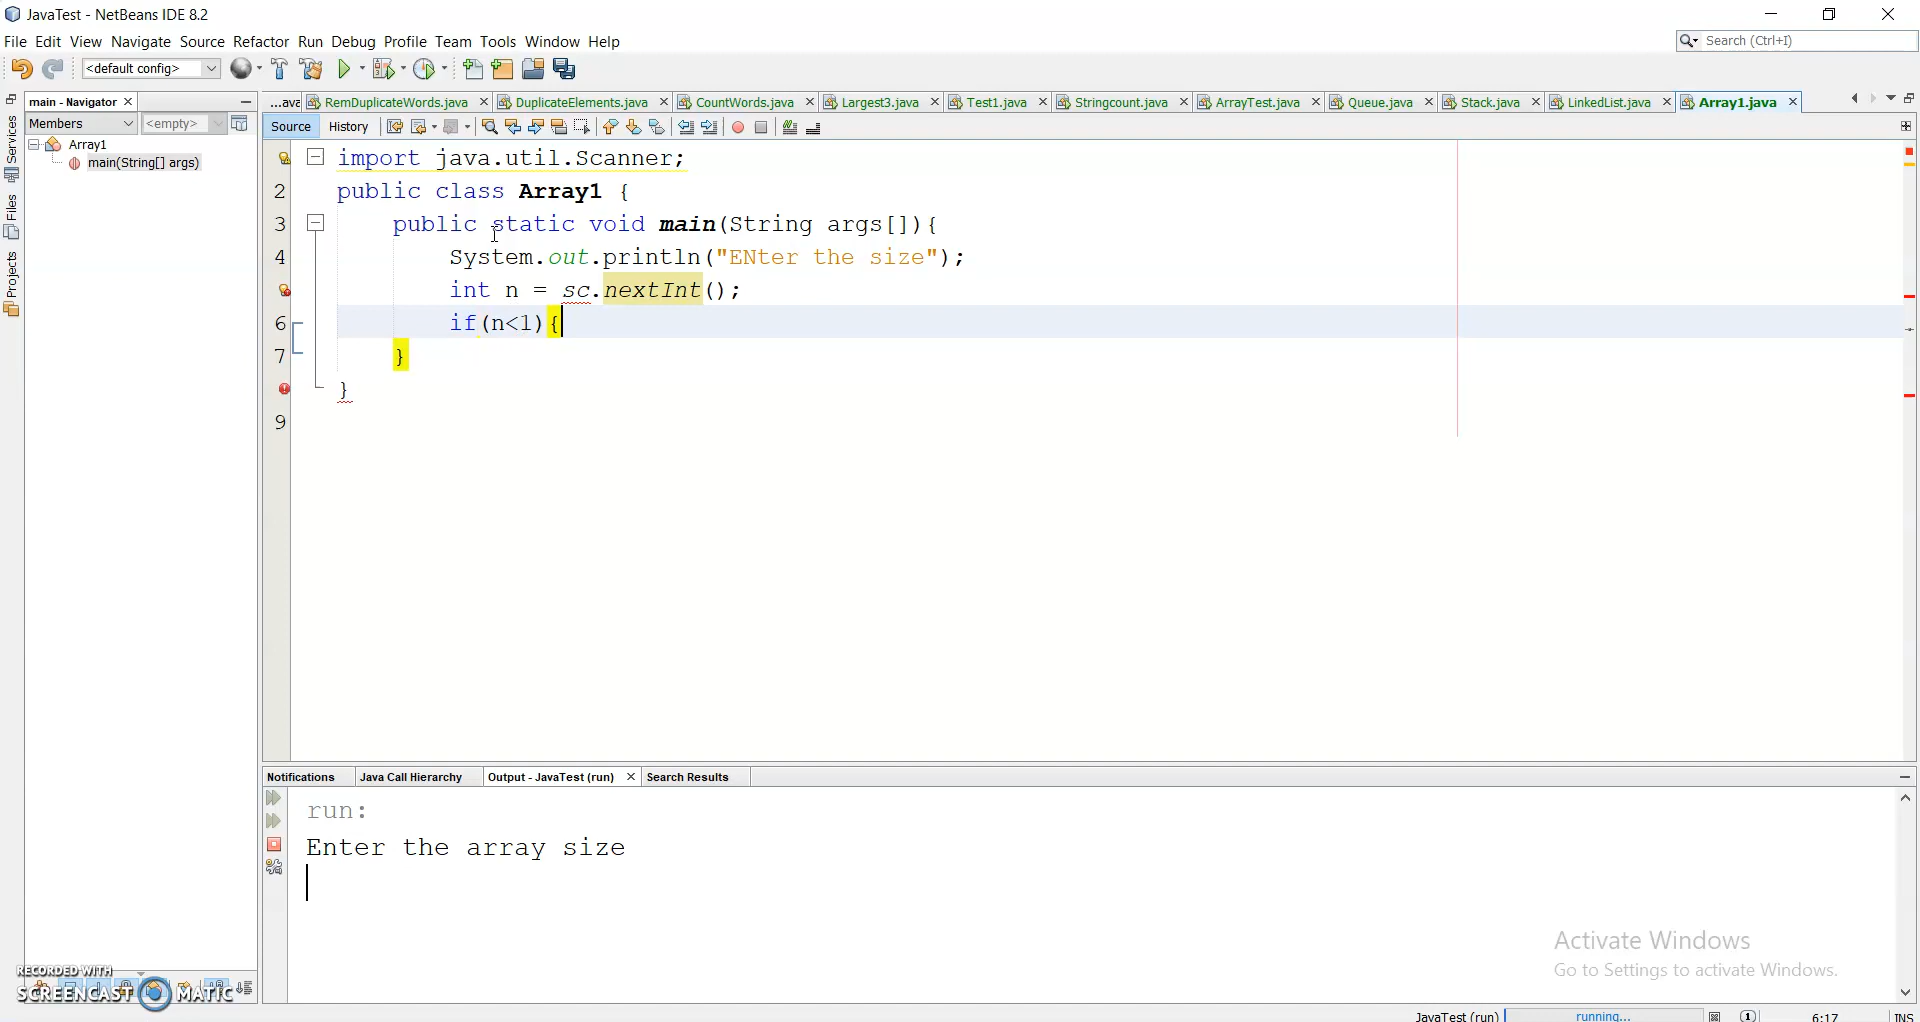 JavaTest - NetBeans IDE 8.2
File Edit View Navigate Source Refactor Run Debug Profile Team Tools Window Help
Search (Ctrl+I)
<default config>
main - Navigator
...ava RemDuplicateWords.java DuplicateElements.java CountWords.java Largest3.java Test1.java Stringcount.java ArrayTest.java Queue.java Stack.java LinkedList.java Array1.java
Members <empty>
Source History
Array1
main(String[] args)
Services
Files
Projects
import java.util.Scanner;
2 public class Array1 {
3 public static void main(String args[]){
4 System.out.println("ENter the size");
int n = sc.nextInt();
6 if(n<1){
7 }
}
9
Notifications Java Call Hierarchy Output - JavaTest (run) Search Results
run:
Enter the array size
Activate Windows
Go to Settings to activate Windows.
RECORDED WITH
SCREENCAST MATIC
JavaTest (run) running... 1 6:17 INS